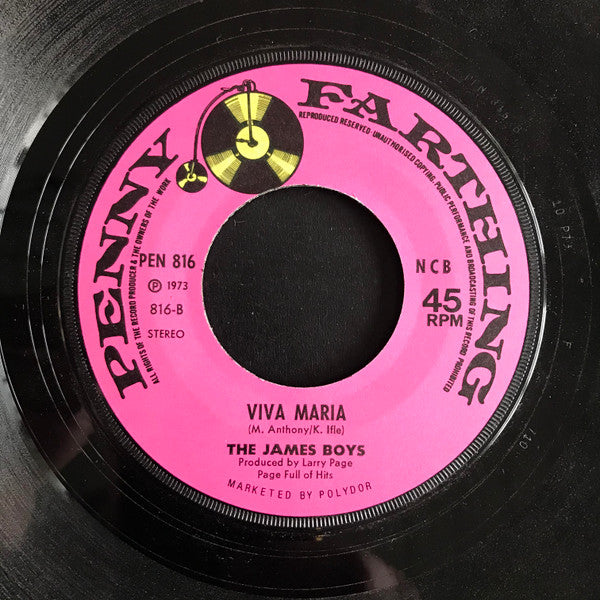 PENNY FARTHING
ALL RIGHTS OF THE RECORD PRODUCER & THE OWNERS OF THE WORK
REPRODUCED RESERVED · UNAUTHORISED COPYING, PUBLIC PERFORMANCE AND BROADCASTING OF THIS RECORD PROHIBITED
PEN 816
Ⓟ 1973
816-B
STEREO
NCB
45
RPM
VIVA MARIA
(M. Anthony/K. Ifle)
THE JAMES BOYS
Produced by Larry Page
Page Full of Hits
MARKETED BY POLYDOR